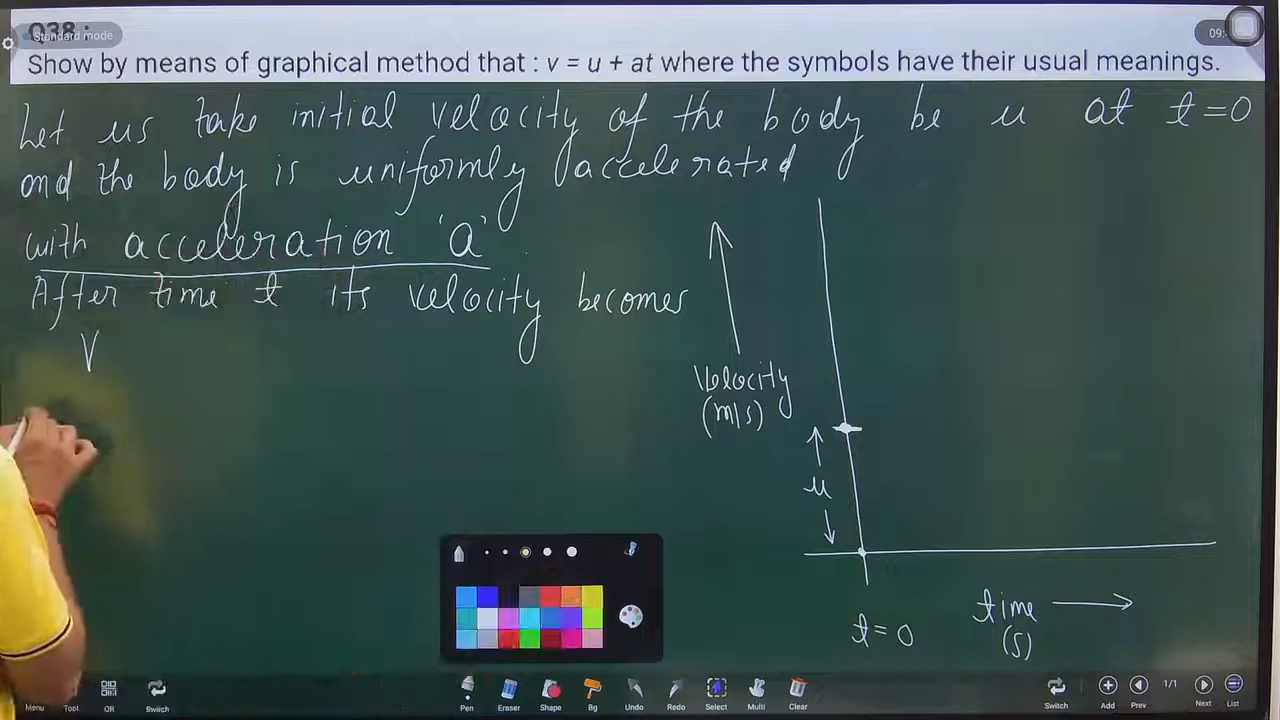 Q38 :
Standard mode
09:
Show by means of graphical method that : v = u + at where the symbols have their usual meanings.
Let us take initial velocity of the body be u at t=0
and the body is uniformly accelerated
with acceleration 'a'
After time t its velocity becomes
V
Velocity
(m/s)
u
t=0
time
(s)
Menu Tool QR Switch Pen Eraser Shape Bg Undo Redo Select Multi Clear Switch Add Prev 1/1 Next List